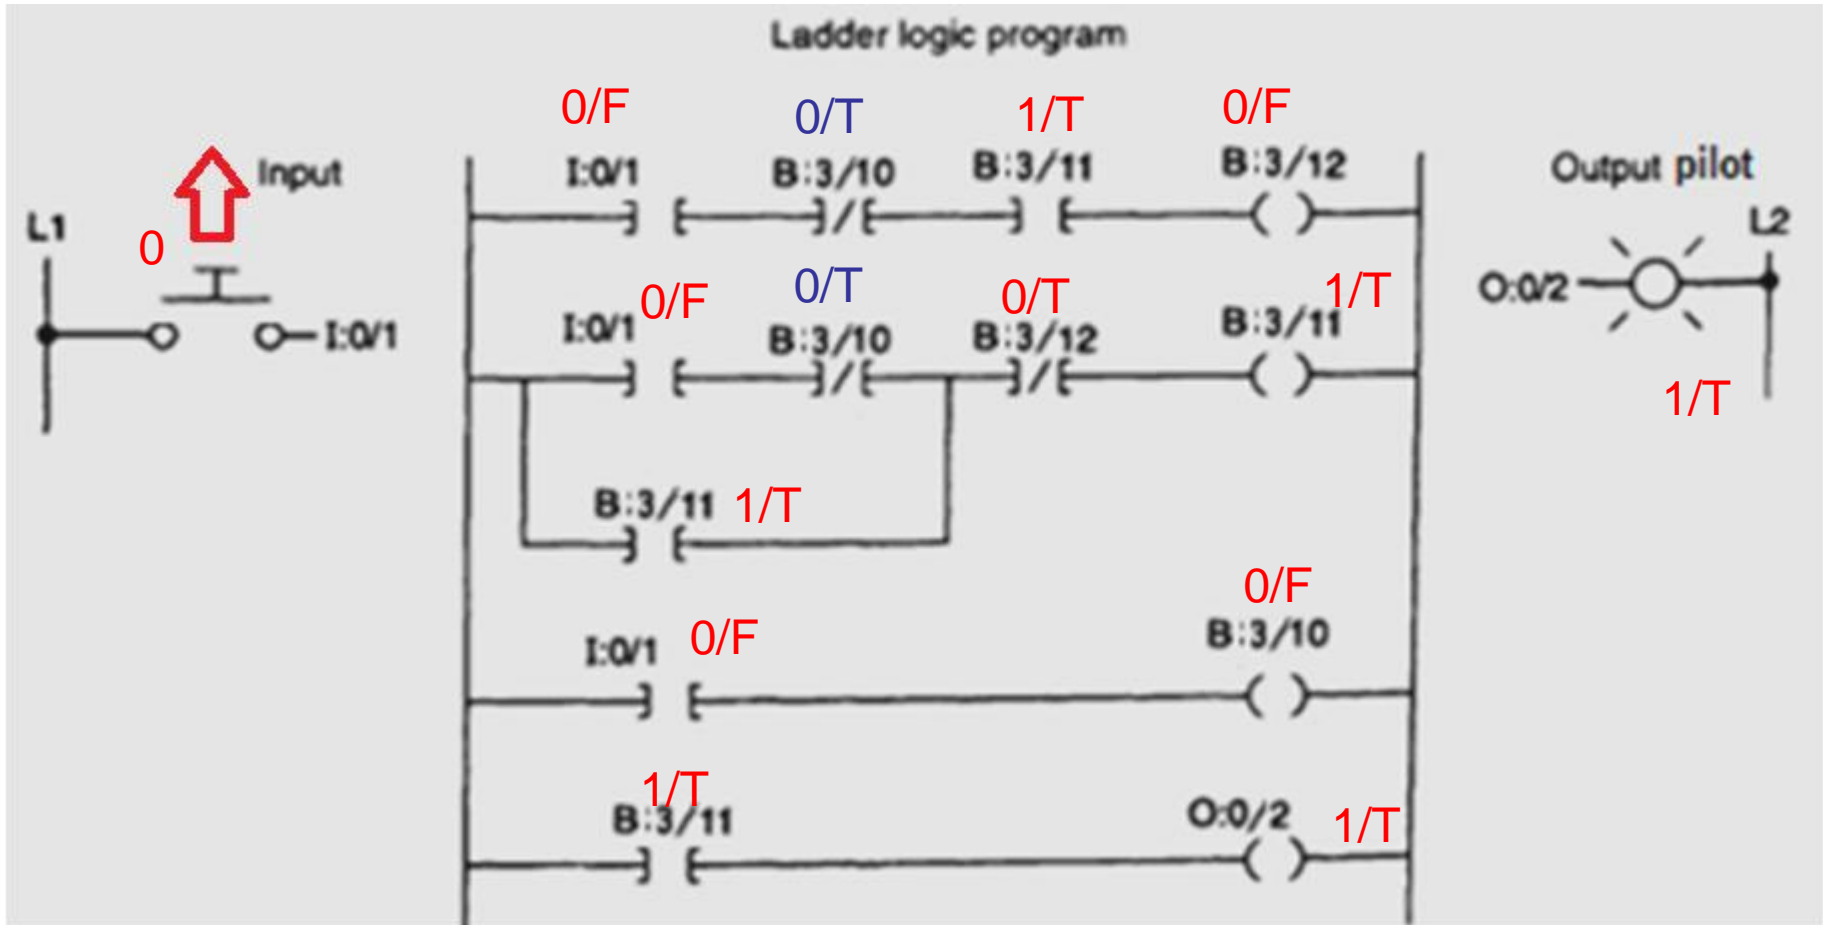 Ladder logic program
0/F 0/T 1/T 0/F
Input
I:0/1 B:3/10 B:3/11 B:3/12
Output pilot
L1
0
L2
0/F 0/T 0/T 1/T
I:0/1
I:0/1 B:3/10 B:3/12 B:3/11
O:0/2
1/T
B:3/11 1/T
0/F
I:0/1 0/F
B:3/10
1/T
B:3/11
O:0/2 1/T